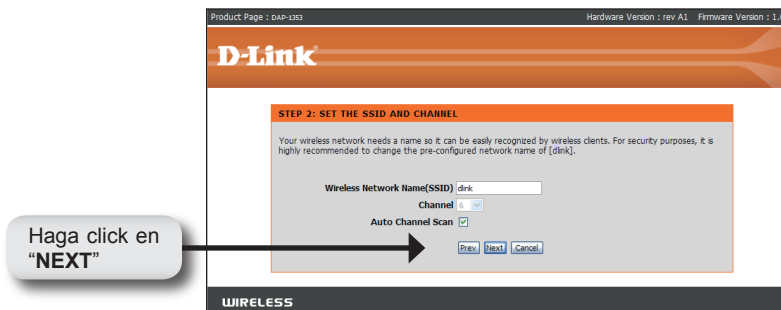 Product Page : DAP-1353 Hardware Version : rev A1 Firmware Version : 1.0
D-Link
STEP 2: SET THE SSID AND CHANNEL
Your wireless network needs a name so it can be easily recognized by wireless clients. For security purposes, it is
highly recommended to change the pre-configured network name of [dlink].
Wireless Network Name(SSID) dlink
Channel 6
Auto Channel Scan
Prev Next Cancel
Haga click en
“NEXT”
WIRELESS